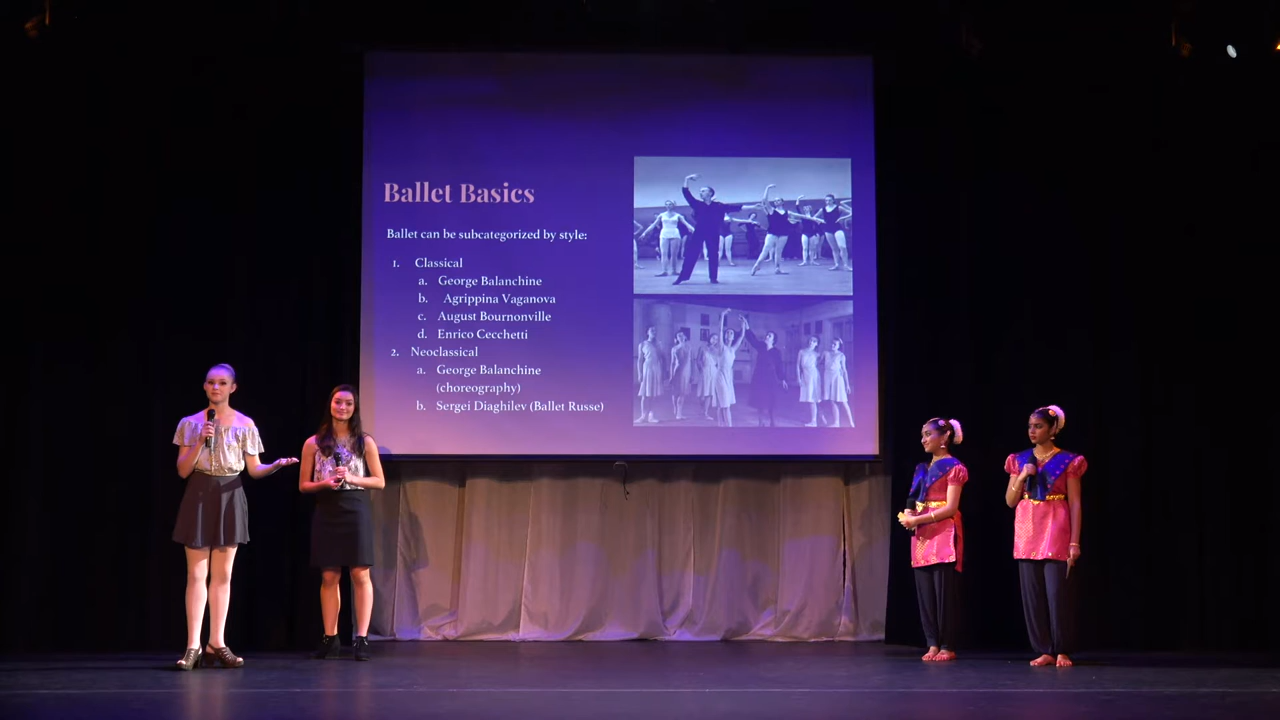 Ballet Basics
Ballet can be subcategorized by style:
1. Classical
a. George Balanchine
b. Agrippina Vaganova
c. August Bournonville
d. Enrico Cecchetti
2. Neoclassical
a. George Balanchine
(choreography)
b. Sergei Diaghilev (Ballet Russe)